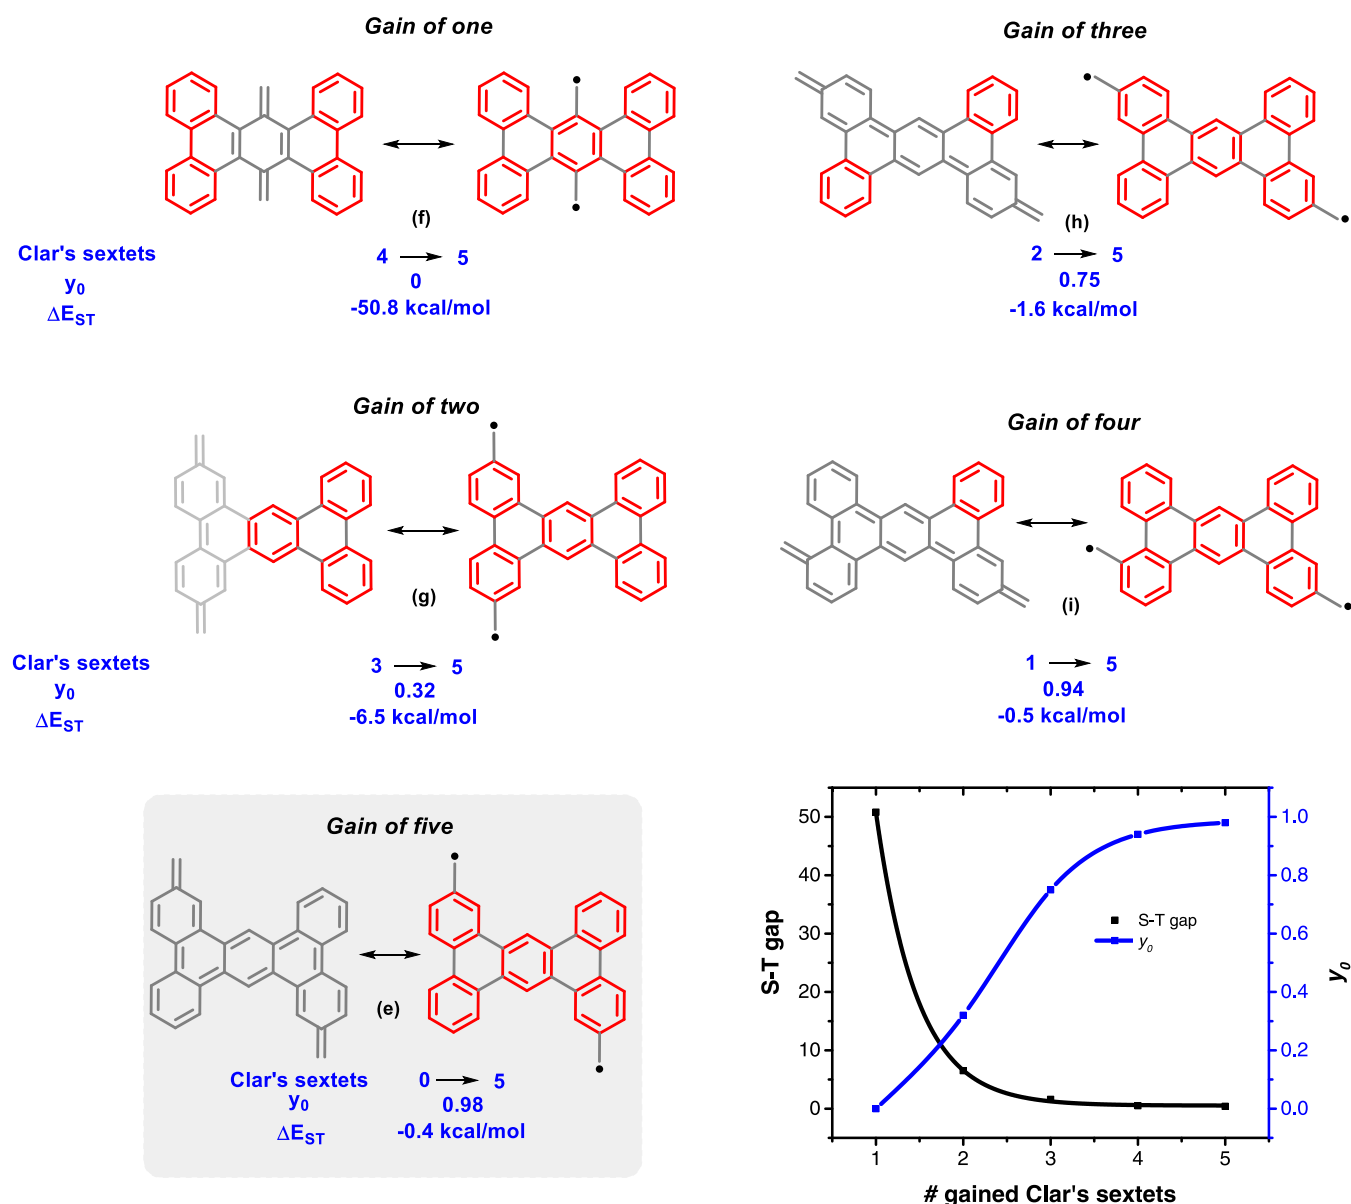 Gain of one
Gain of three
(f)
(h)
Clar's sextets
4 → 5
2 → 5
y₀
0
0.75
ΔE_ST
-50.8 kcal/mol
-1.6 kcal/mol
Gain of two
Gain of four
(g)
(i)
Clar's sextets
3 → 5
1 → 5
y₀
0.32
0.94
ΔE_ST
-6.5 kcal/mol
-0.5 kcal/mol
Gain of five
(e)
Clar's sextets
0 → 5
y₀
0.98
ΔE_ST
-0.4 kcal/mol
S-T gap
50
40
30
20
10
0
S-T gap
y₀
1.0
0.8
0.6
0.4
0.2
0.0
y₀
1 2 3 4 5
# gained Clar's sextets